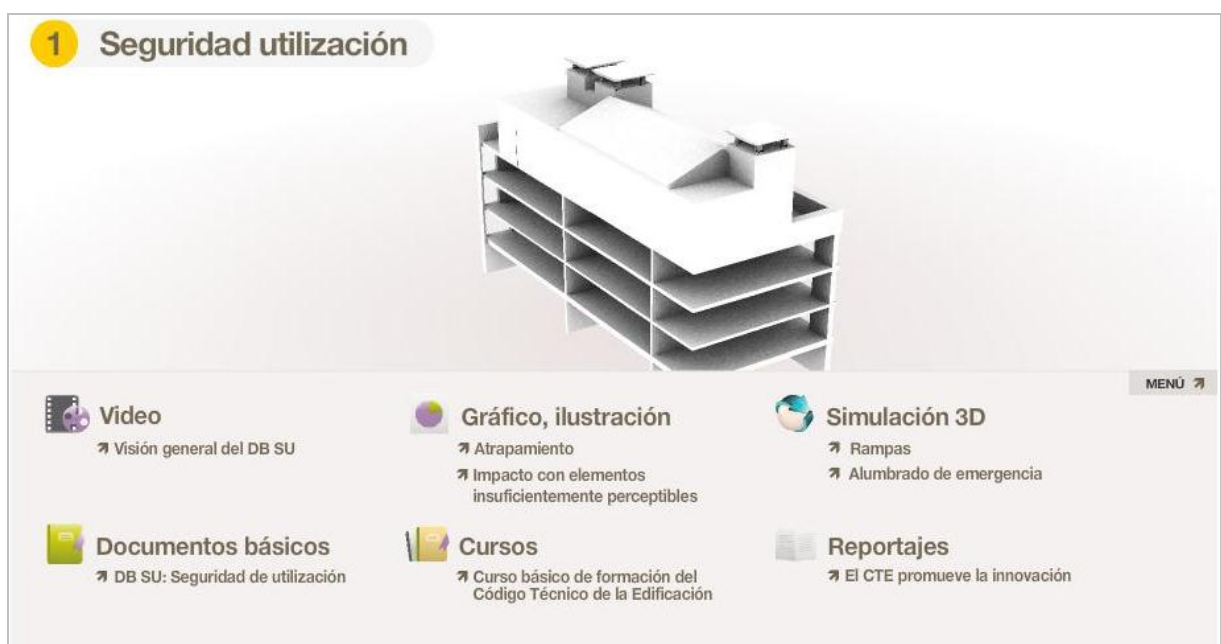 1 Seguridad utilización
MENÚ
Video
Visión general del DB SU
Gráfico, ilustración
Atrapamiento
Impacto con elementos
insuficientemente perceptibles
Simulación 3D
Rampas
Alumbrado de emergencia
Documentos básicos
DB SU: Seguridad de utilización
Cursos
Curso básico de formación del
Código Técnico de la Edificación
Reportajes
El CTE promueve la innovación